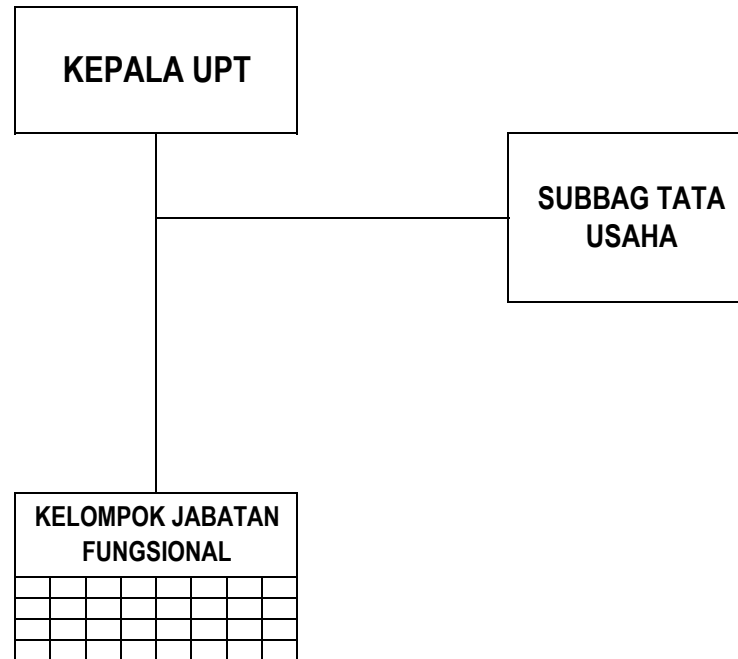 KEPALA UPT
SUBBAG TATA
USAHA
KELOMPOK JABATAN
FUNGSIONAL